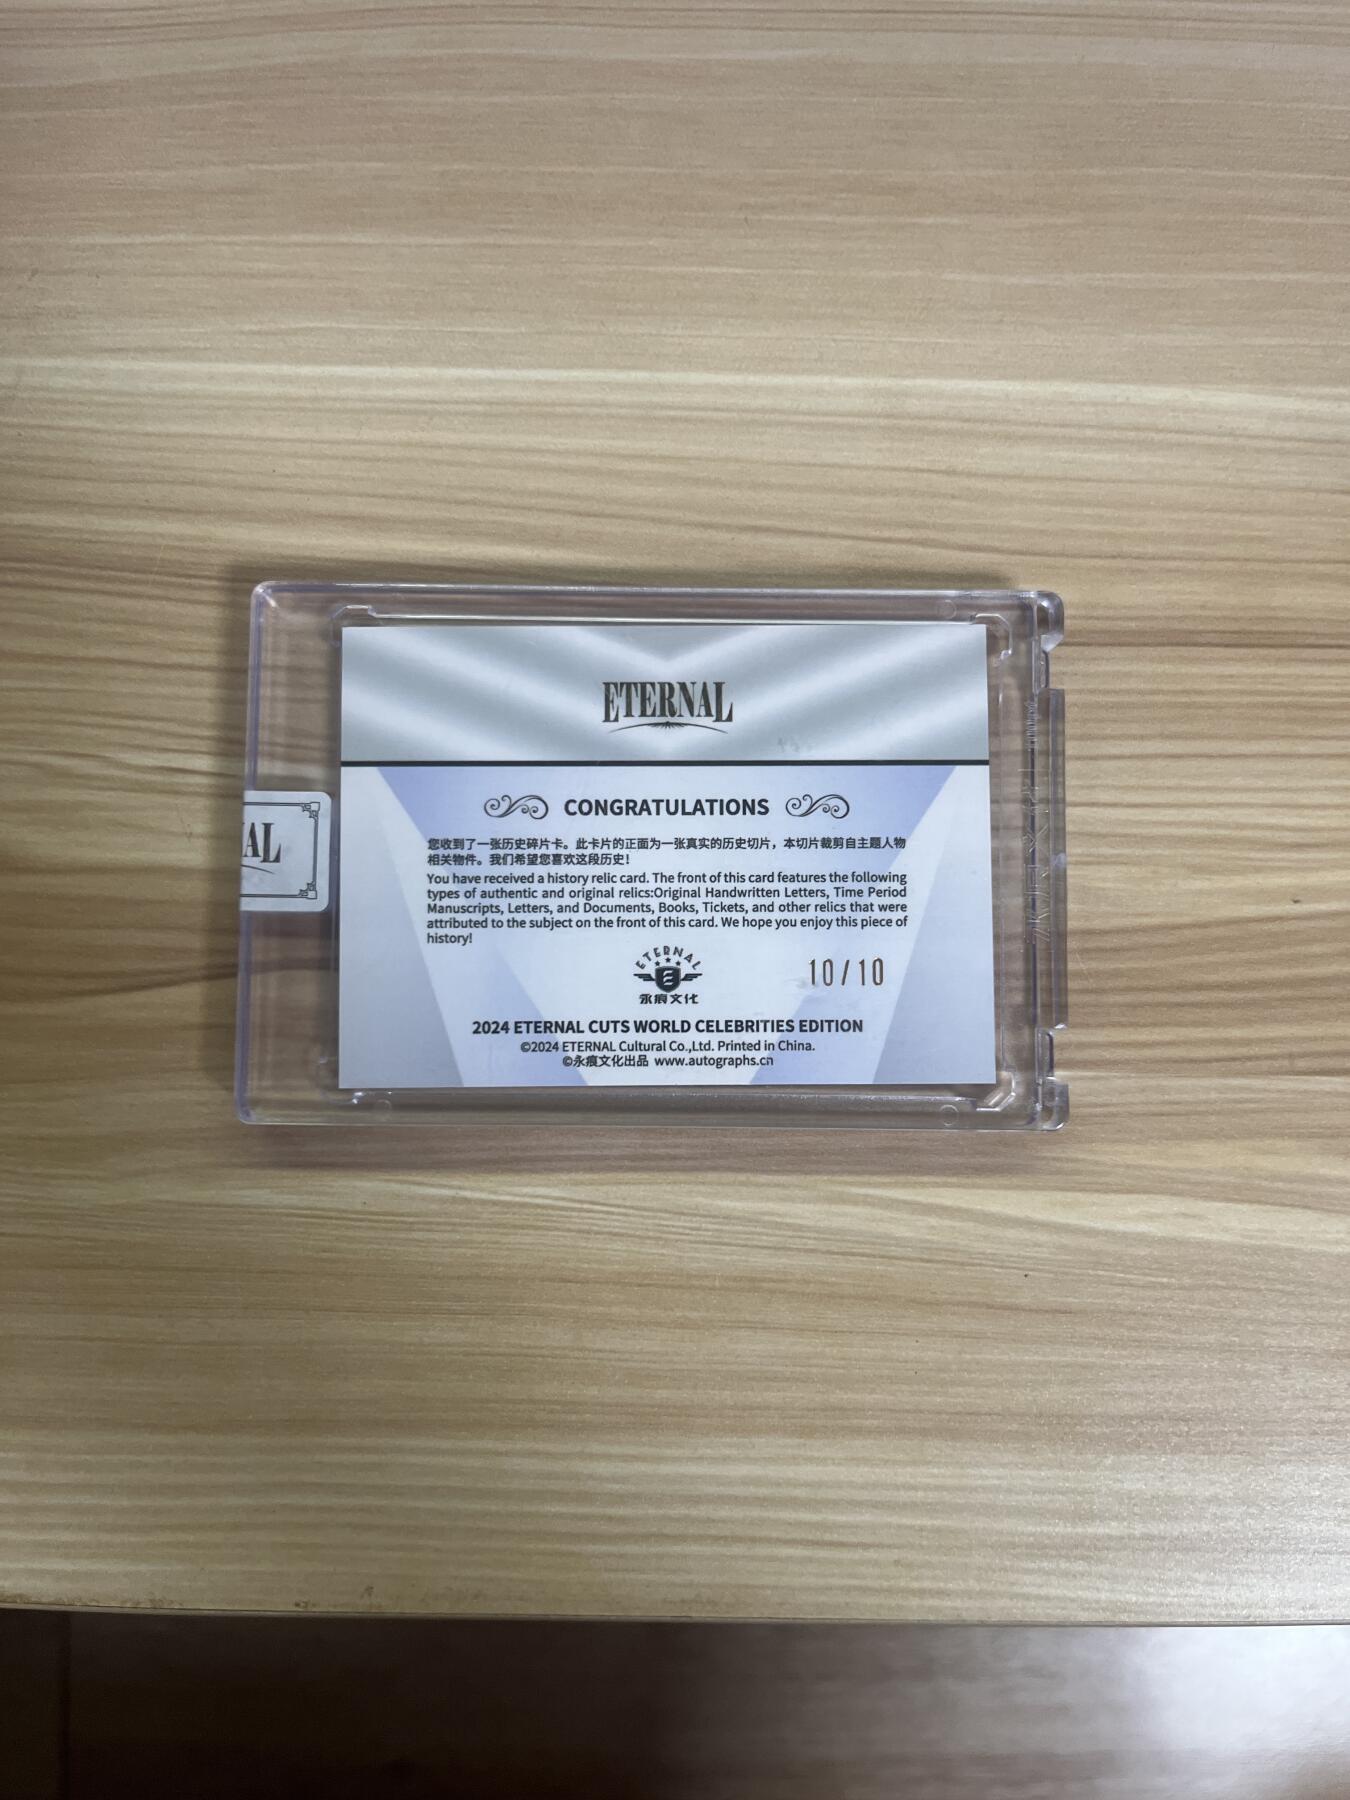 ETERNAL
CONGRATULATIONS
您收到了一张历史碎片卡。此卡片的正面为一张真实的历史切片，本切片裁剪自主题人物
相关物件。我们希望您喜欢这段历史！
You have received a history relic card. The front of this card features the following
types of authentic and original relics:Original Handwritten Letters, Time Period
Manuscripts, Letters, and Documents, Books, Tickets, and other relics that were
attributed to the subject on the front of this card. We hope you enjoy this piece of
history!
ETERNAL
永痕文化
10/10
2024 ETERNAL CUTS WORLD CELEBRITIES EDITION
©2024 ETERNAL Cultural Co.,Ltd. Printed in China.
©永痕文化出品 www.autographs.cn
AL